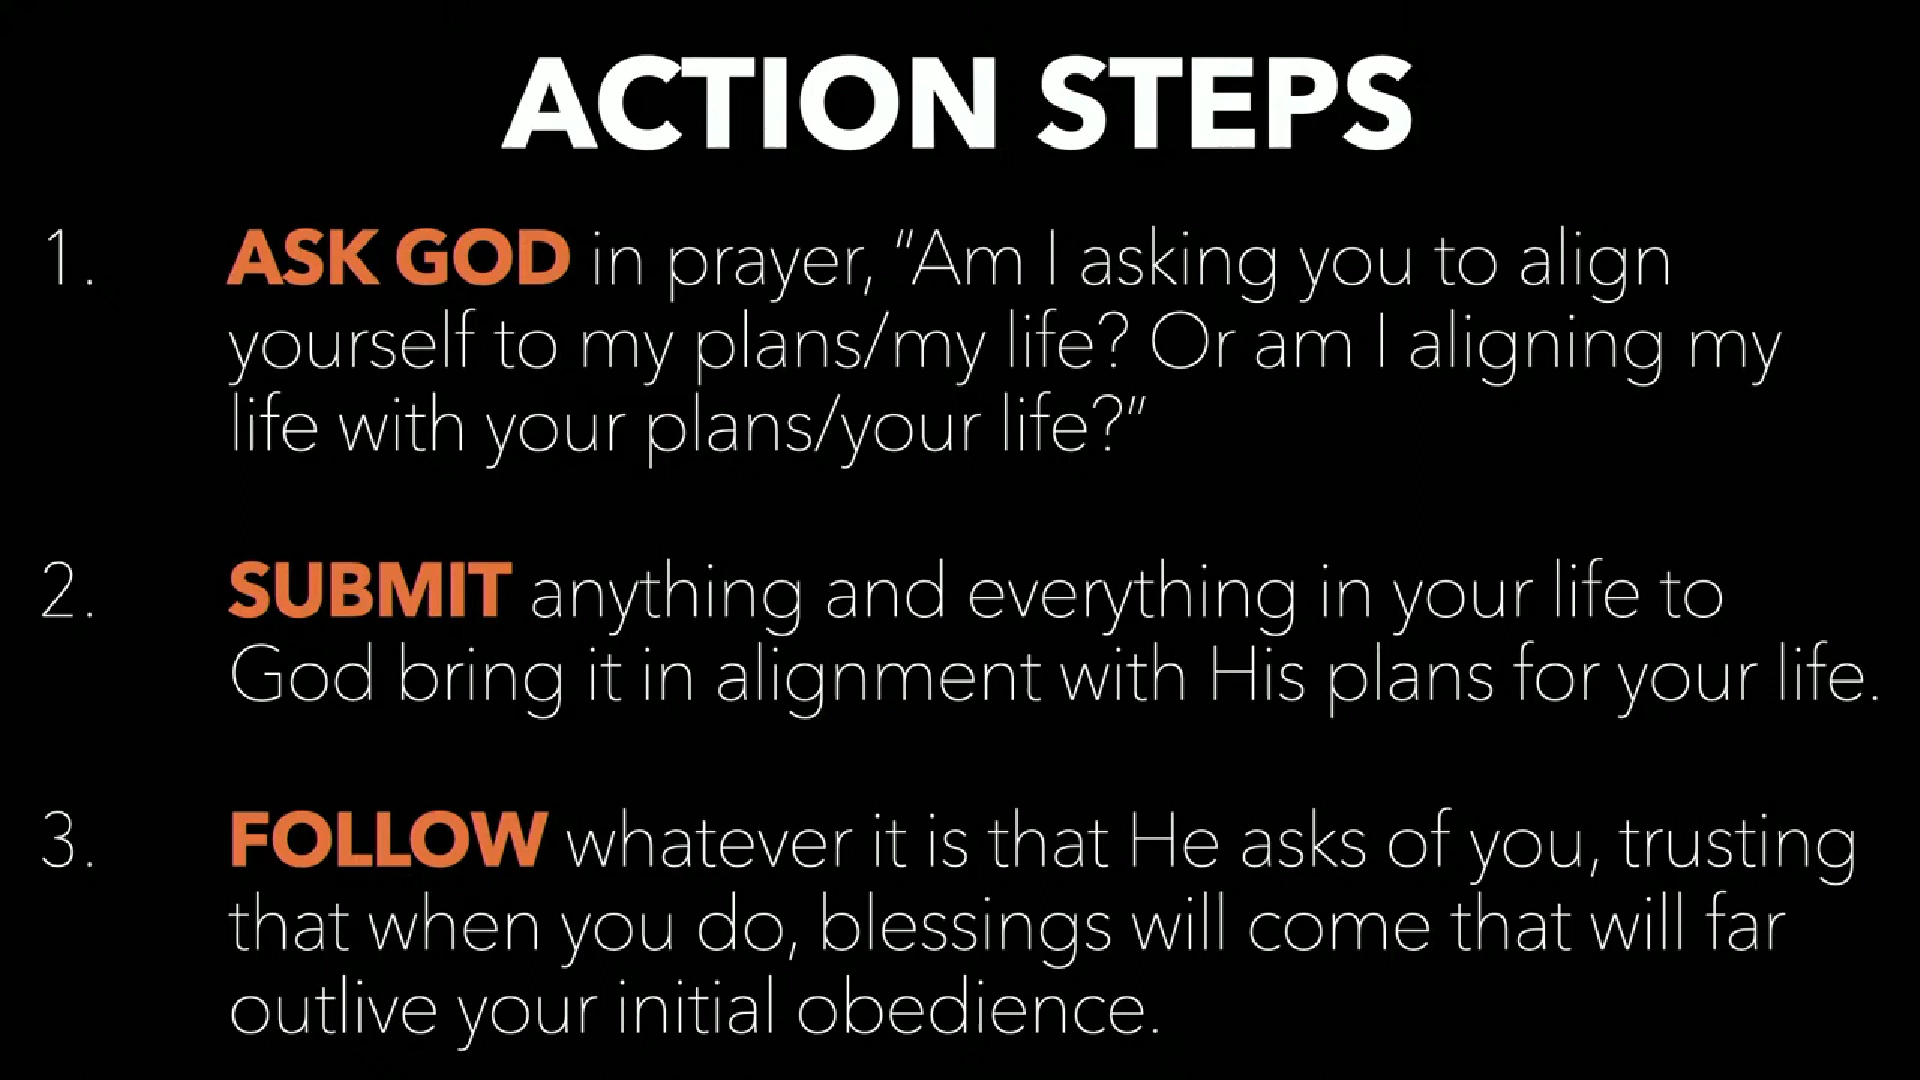 ACTION STEPS
1. ASK GOD in prayer, “Am I asking you to align
yourself to my plans/my life? Or am I aligning my
life with your plans/your life?”
2. SUBMIT anything and everything in your life to
God bring it in alignment with His plans for your life.
3. FOLLOW whatever it is that He asks of you, trusting
that when you do, blessings will come that will far
outlive your initial obedience.